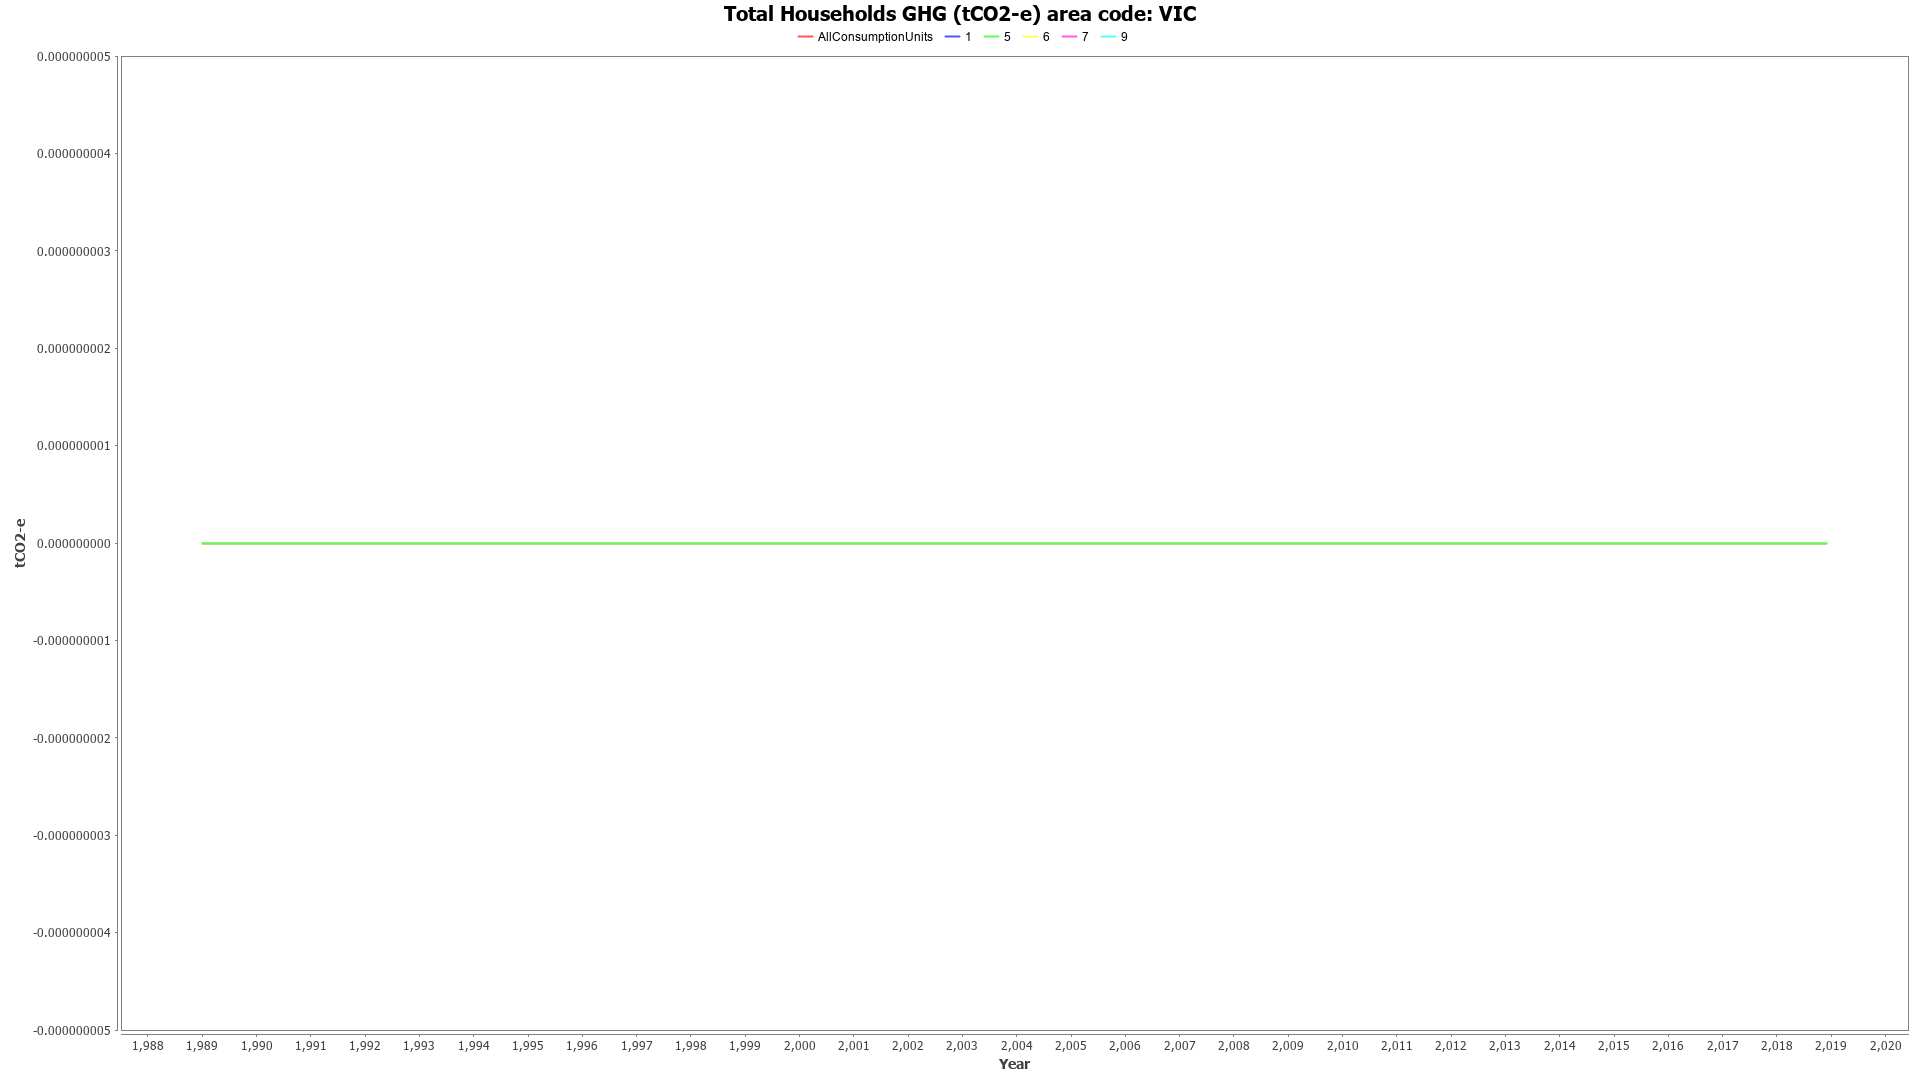 Total Households GHG (tCO2-e) area code: VIC
AllConsumptionUnits 1 5 6 7 9
0.000000005
0.000000004
0.000000003
0.000000002
0.000000001
0.000000000
-0.000000001
-0.000000002
-0.000000003
-0.000000004
-0.000000005
tCO2-e
1,988 1,989 1,990 1,991 1,992 1,993 1,994 1,995 1,996 1,997 1,998 1,999 2,000 2,001 2,002 2,003 2,004 2,005 2,006 2,007 2,008 2,009 2,010 2,011 2,012 2,013 2,014 2,015 2,016 2,017 2,018 2,019 2,020
Year